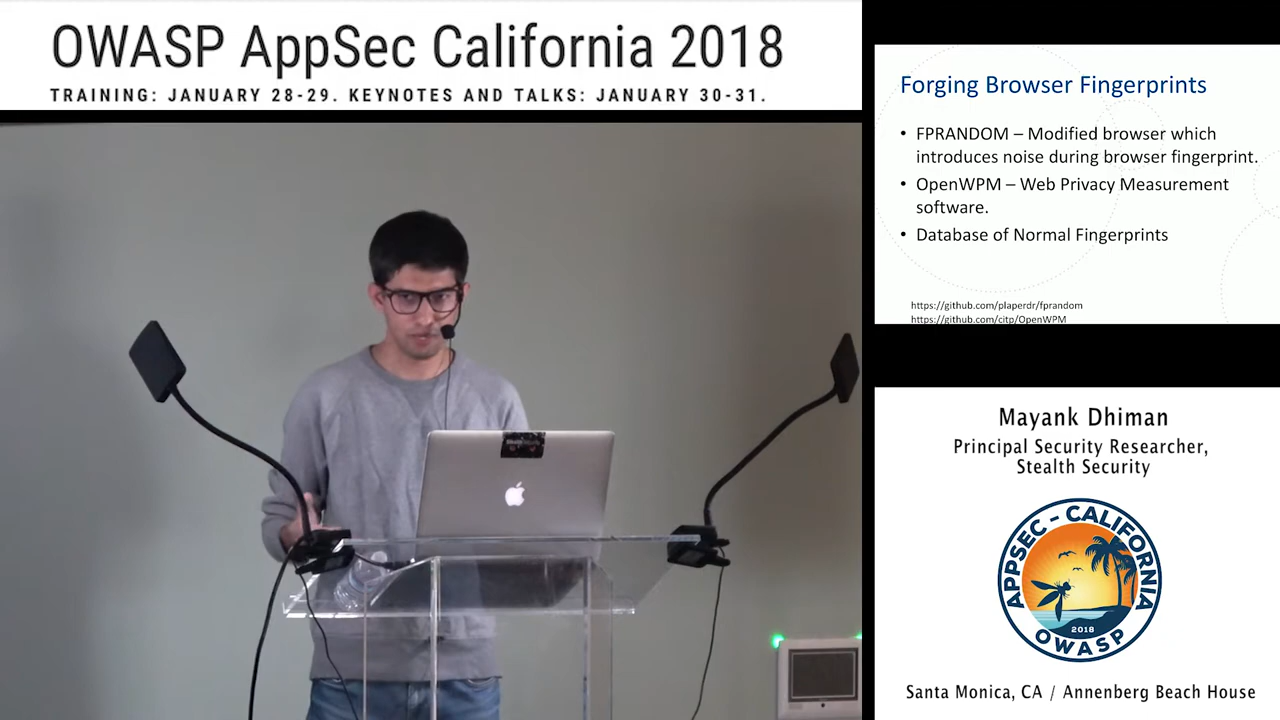 OWASP AppSec California 2018
TRAINING: JANUARY 28-29. KEYNOTES AND TALKS: JANUARY 30-31.
Forging Browser Fingerprints
• FPRANDOM – Modified browser which
introduces noise during browser fingerprint.
• OpenWPM – Web Privacy Measurement
software.
• Database of Normal Fingerprints
https://github.com/plaperdr/fprandom
https://github.com/citp/OpenWPM
Mayank Dhiman
Principal Security Researcher,
Stealth Security
APPSEC - CALIFORNIA
2018
OWASP
Santa Monica, CA / Annenberg Beach House